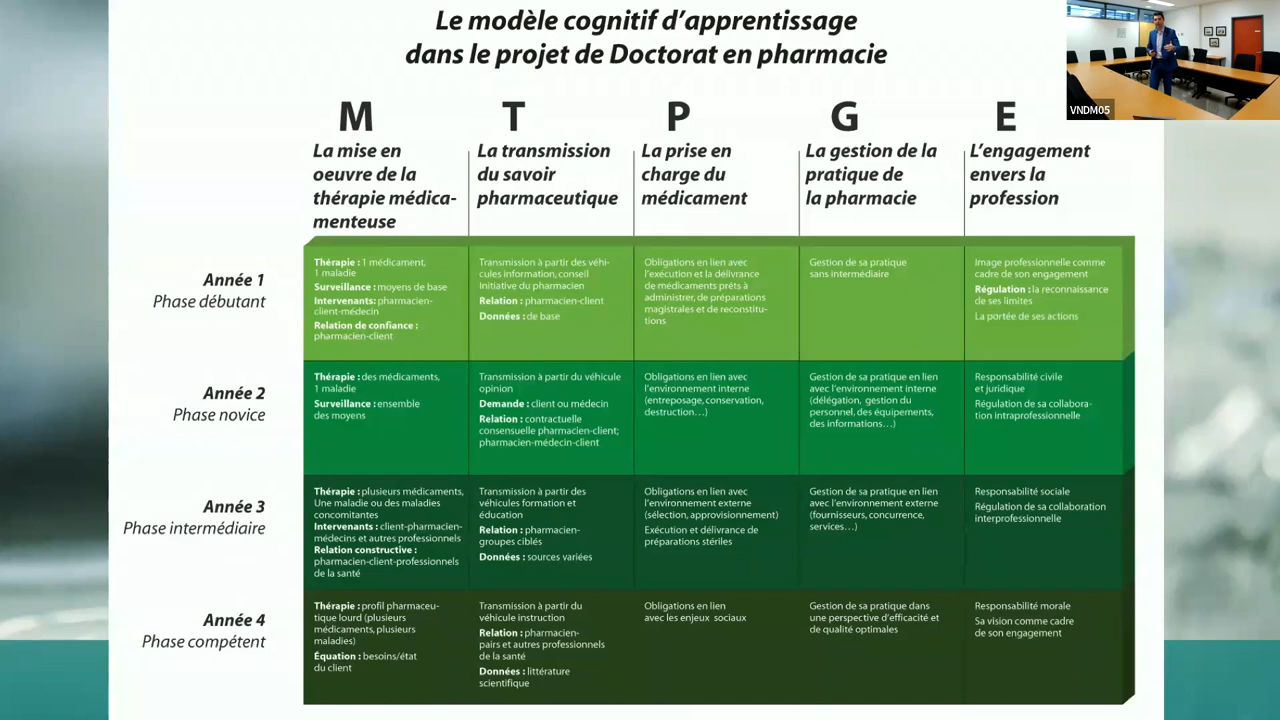 Le modèle cognitif d'apprentissage
dans le projet de Doctorat en pharmacie
VNDM05
M
La mise en
oeuvre de la
thérapie médica-
menteuse
T
La transmission
du savoir
pharmaceutique
P
La prise en
charge du
médicament
G
La gestion de la
pratique de
la pharmacie
E
L'engagement
envers la
profession
Année 1
Phase débutant
Thérapie : 1 médicament,
1 maladie
Surveillance : moyens de base
Intervenants: pharmacien-
client-médecin
Relation de confiance :
pharmacien-client
Transmission à partir des véhi-
cules information, conseil
Initiative du pharmacien
Relation : pharmacien-client
Données : de base
Obligations en lien avec
l'exécution et la délivrance
de médicaments prêts à
administrer, de préparations
magistrales et de reconstitu-
tions
Gestion de sa pratique
sans intermédiaire
Image professionnelle comme
cadre de son engagement
Régulation : la reconnaissance
de ses limites
La portée de ses actions
Année 2
Phase novice
Thérapie : des médicaments,
1 maladie
Surveillance : ensemble
des moyens
Transmission à partir du véhicule
opinion
Demande : client ou médecin
Relation : contractuelle
consensuelle pharmacien-client;
pharmacien-médecin-client
Obligations en lien avec
l'environnement interne
(entreposage, conservation,
destruction…)
Gestion de sa pratique en lien
avec l'environnement interne
(délégation, gestion du
personnel, des équipements,
des informations…)
Responsabilité civile
et juridique
Régulation de sa collabora-
tion intraprofessionnelle
Année 3
Phase intermédiaire
Thérapie : plusieurs médicaments,
Une maladie ou des maladies
concomitantes
Intervenants : client-pharmacien-
médecins et autres professionnels
Relation constructive :
pharmacien-client-professionnels
de la santé
Transmission à partir des
véhicules formation et
éducation
Relation : pharmacien-
groupes ciblés
Données : sources variées
Obligations en lien avec
l'environnement externe
(sélection, approvisionnement)
Exécution et délivrance de
préparations stériles
Gestion de sa pratique en lien
avec l'environnement externe
(fournisseurs, concurrence,
services…)
Responsabilité sociale
Régulation de sa collaboration
interprofessionnelle
Année 4
Phase compétent
Thérapie : profil pharmaceu-
tique lourd (plusieurs
médicaments, plusieurs
maladies)
Équation : besoins/état
du client
Transmission à partir du
véhicule instruction
Relation : pharmacien-
pairs et autres professionnels
de la santé
Données : littérature
scientifique
Obligations en lien
avec les enjeux sociaux
Gestion de sa pratique dans
une perspective d'efficacité et
de qualité optimales
Responsabilité morale
Sa vision comme cadre
de son engagement